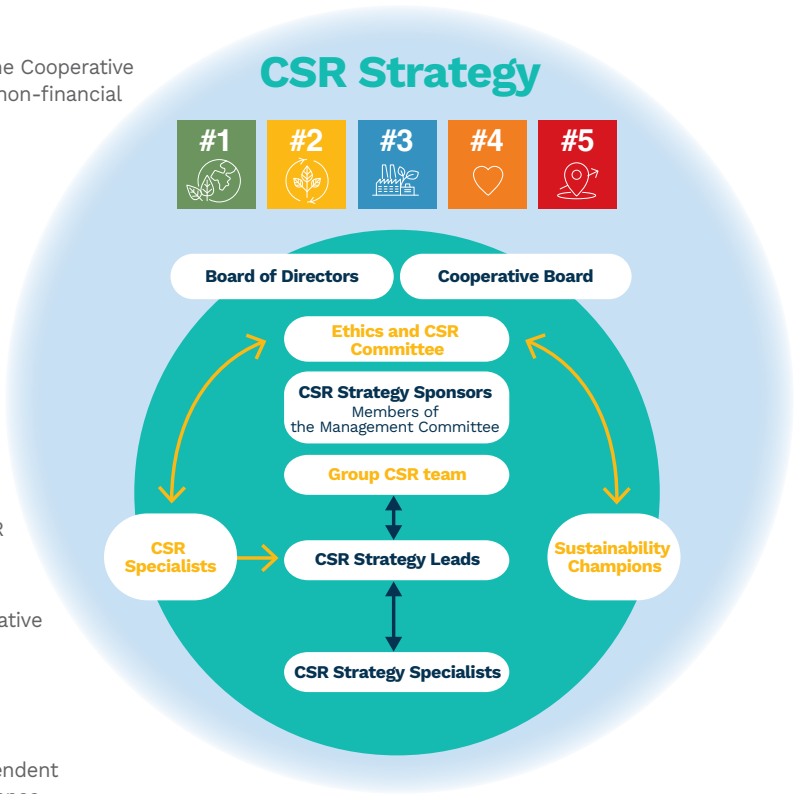 he Cooperative
non-financial
CSR Strategy
#1 #2 #3 #4 #5
Board of Directors
Cooperative Board
Ethics and CSR
Committee
CSR Strategy Sponsors
Members of
the Management Committee
Group CSR team
CSR
Specialists
CSR Strategy Leads
Sustainability
Champions
CSR Strategy Specialists
R
ative
endent